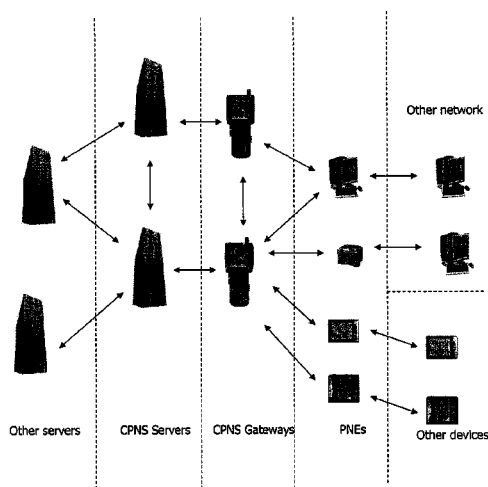 Other network
Other servers
CPNS Servers
CPNS Gateways
PNEs
Other devices